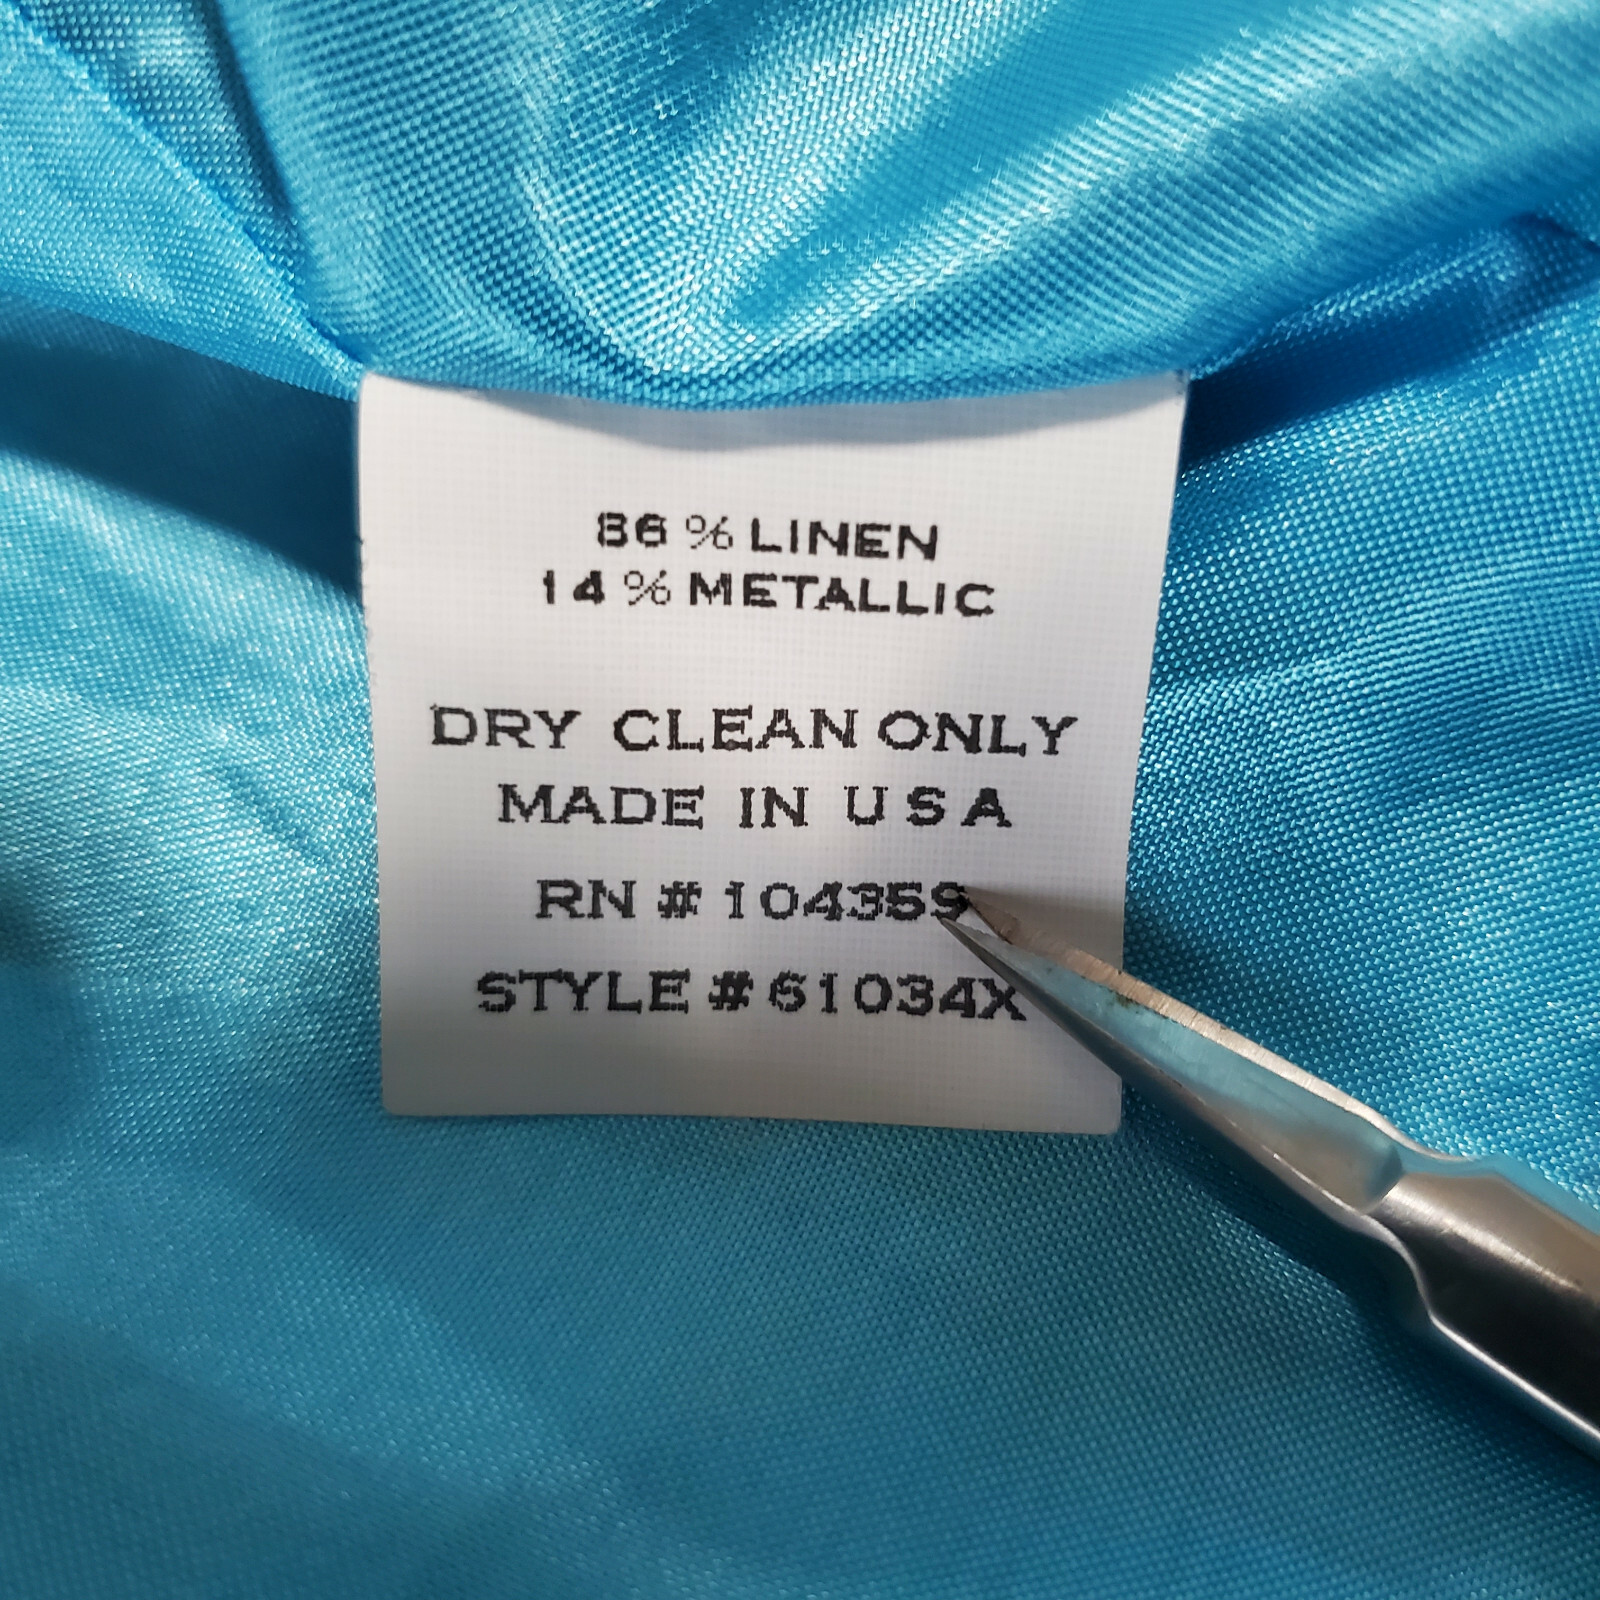 86% LINEN
14% METALLIC
DRY CLEAN ONLY
MADE IN U S A
RN # 104359
STYLE # 61034X